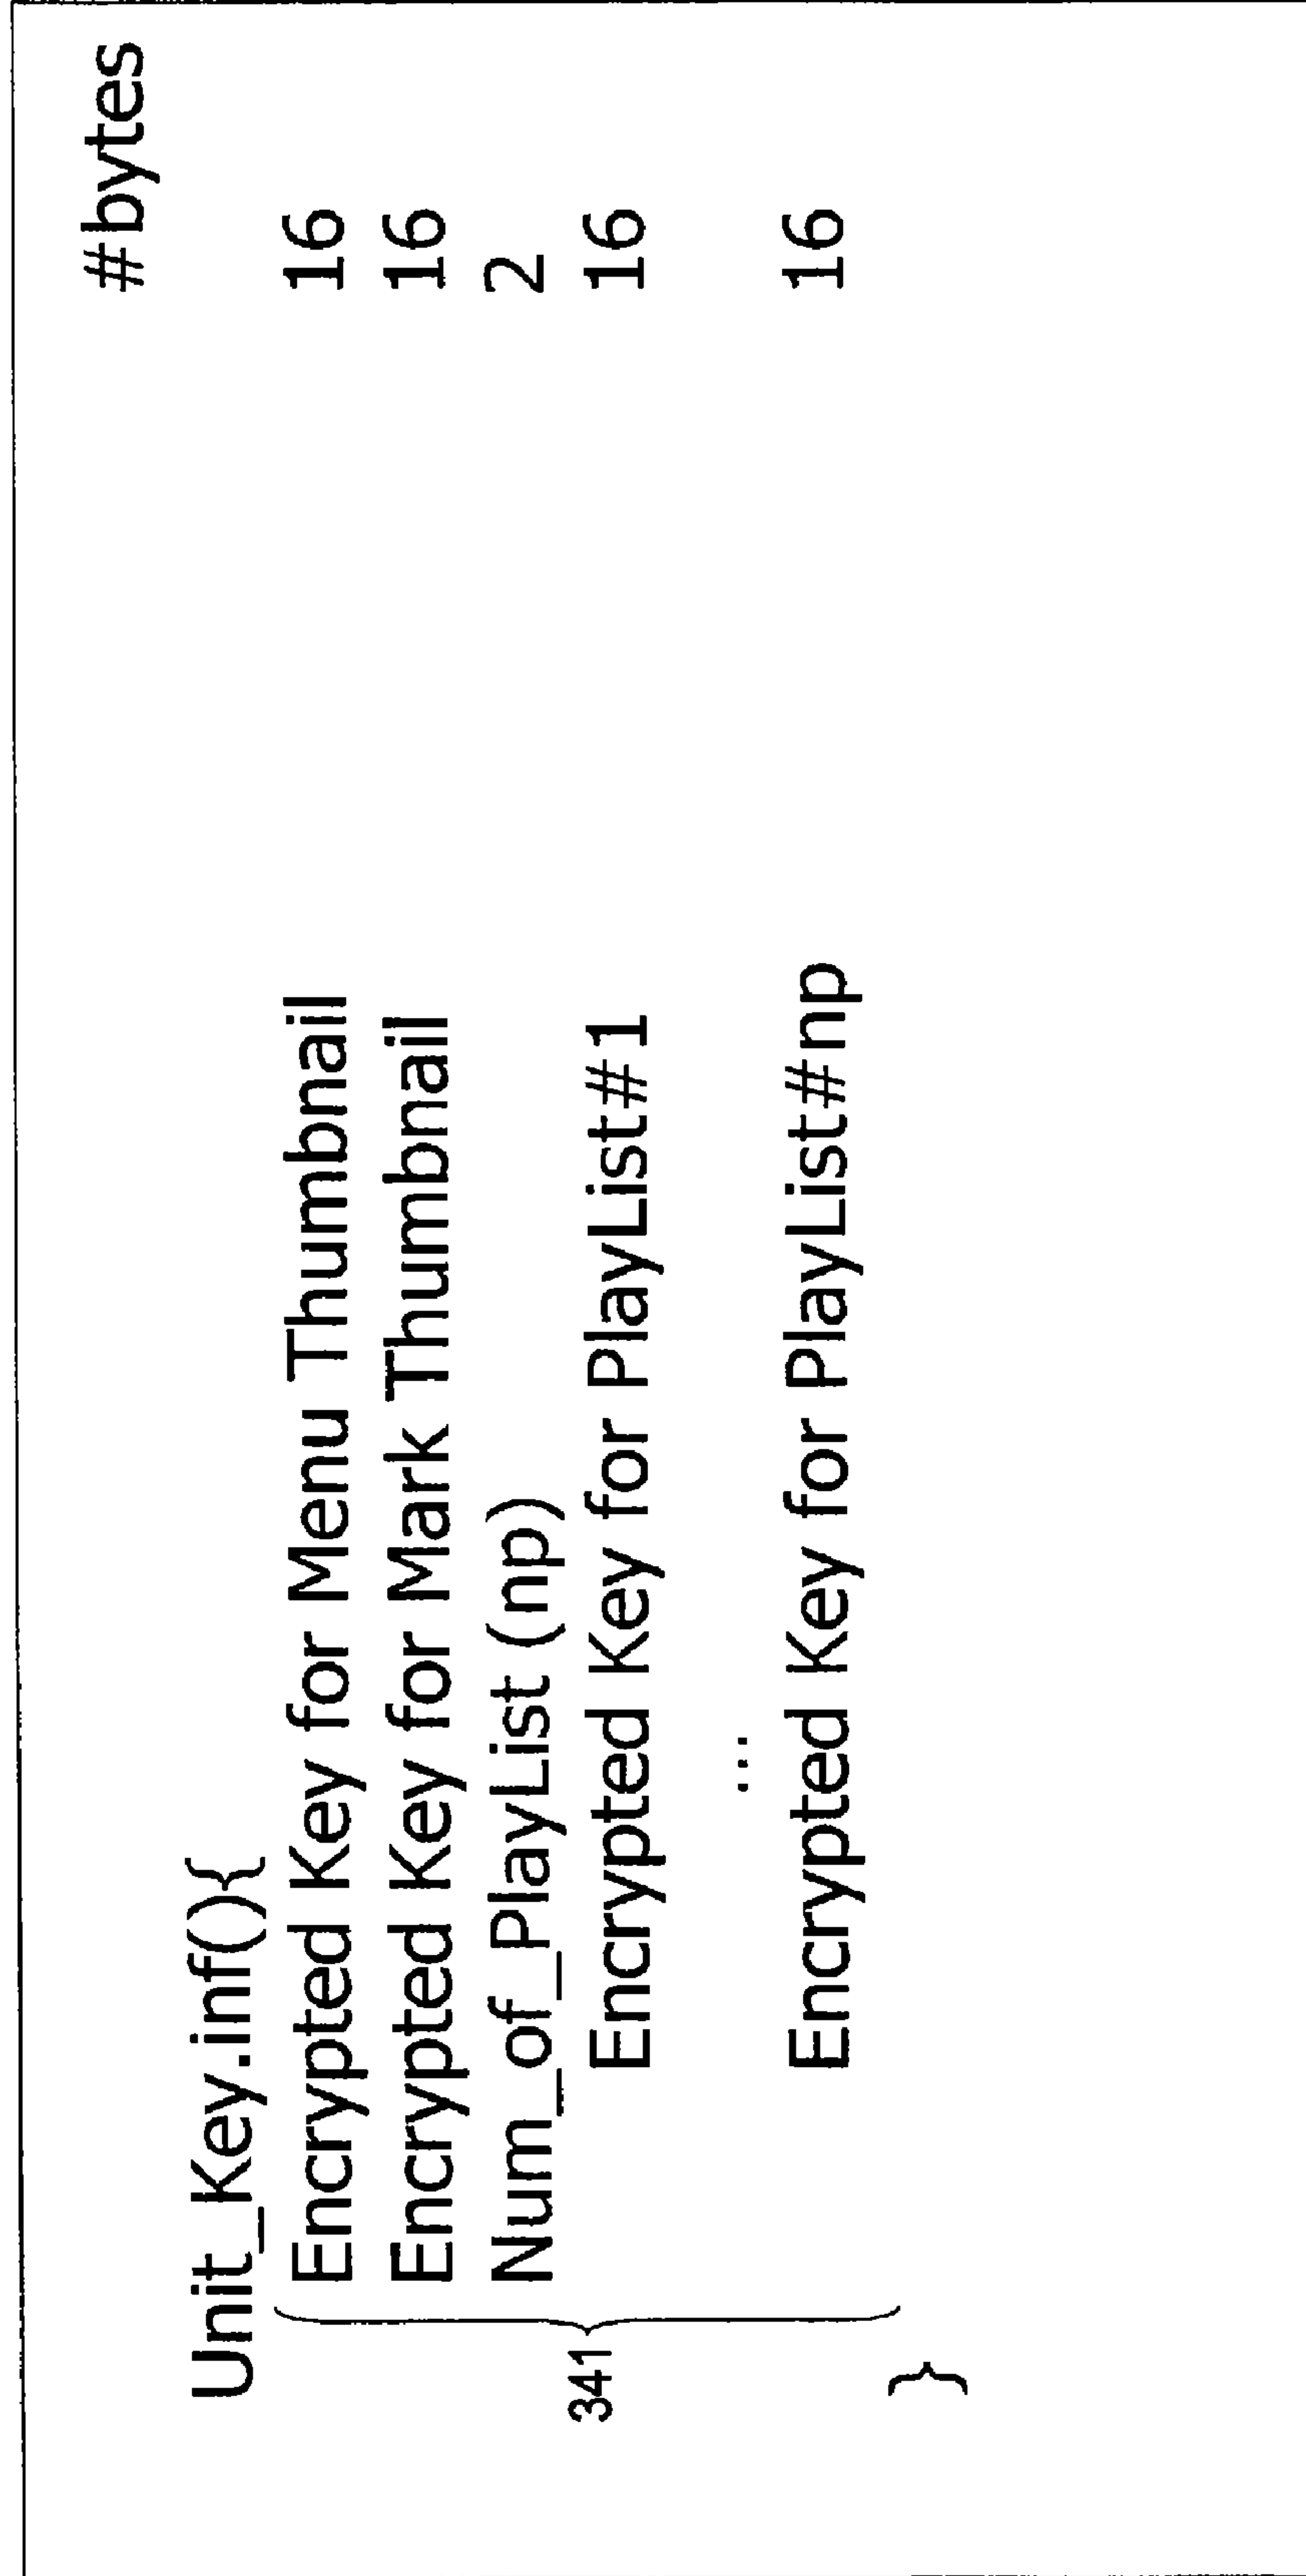 #bytes
Unit_Key.inf(){
Encrypted Key for Menu Thumbnail 16
Encrypted Key for Mark Thumbnail 16
Num_of_PlayList (np) 2
Encrypted Key for PlayList#1 16
...
Encrypted Key for PlayList#np 16
}
341